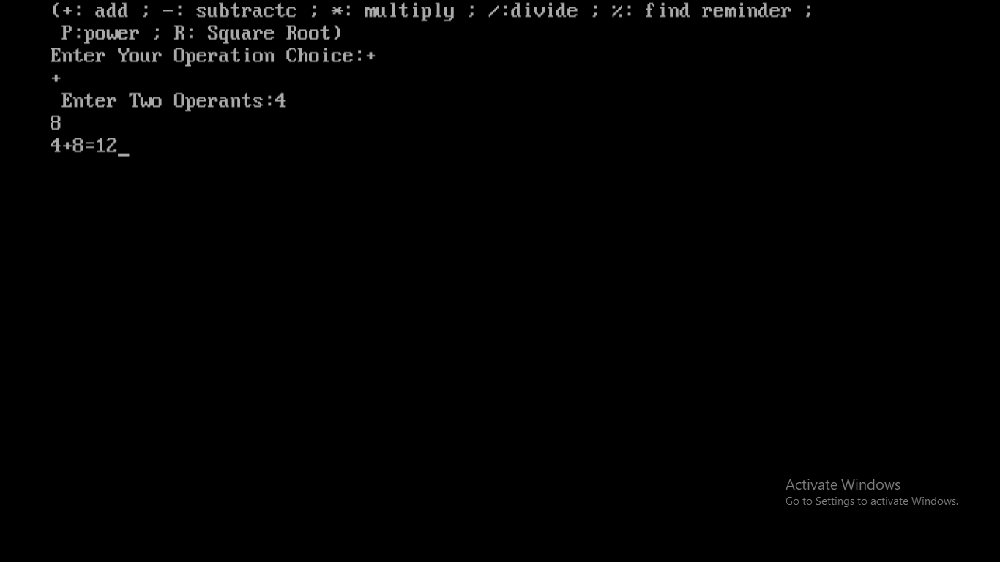 (+: add ; -: subtractc ; *: multiply ; /:divide ; %: find reminder ;
P:power ; R: Square Root)
Enter Your Operation Choice:+
+
Enter Two Operants:4
8
4+8=12_
Activate Windows
Go to Settings to activate Windows.